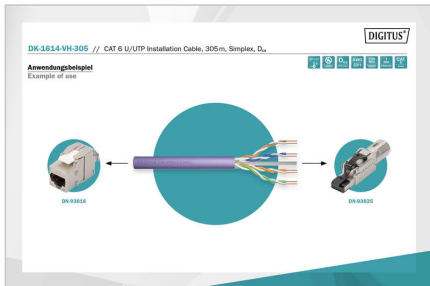 DIGITUS®
DK-1614-VH-305 // CAT 6 U/UTP Installation Cable, 305 m, Simplex, Dca
Anwendungsbeispiel
Example of use
DN-93616
DN-93635